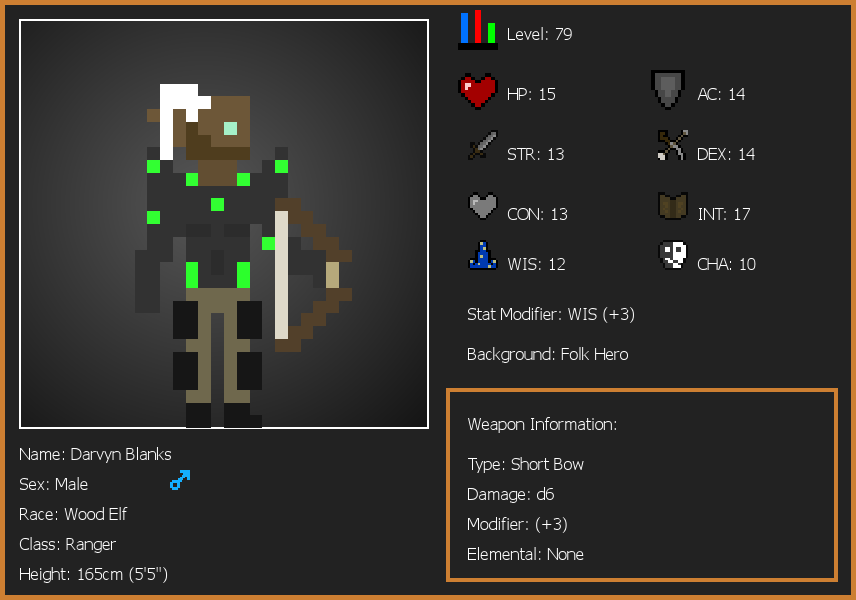 Level: 79
HP: 15
AC: 14
STR: 13
DEX: 14
CON: 13
INT: 17
WIS: 12
CHA: 10
Stat Modifier: WIS (+3)
Background: Folk Hero
Weapon Information:
Type: Short Bow
Damage: d6
Modifier: (+3)
Elemental: None
Name: Darvyn Blanks
Sex: Male
Race: Wood Elf
Class: Ranger
Height: 165cm (5'5")